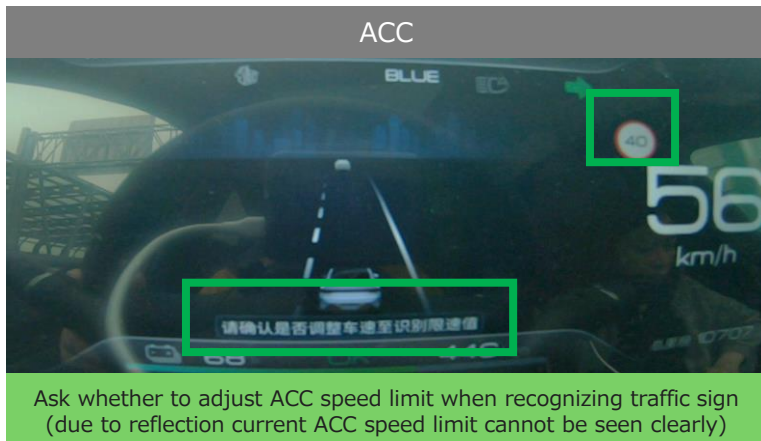 ACC
BLUE
40
56
km/h
请确认是否调整车速至识别限速值
10707
Ask whether to adjust ACC speed limit when recognizing traffic sign
(due to reflection current ACC speed limit cannot be seen clearly)